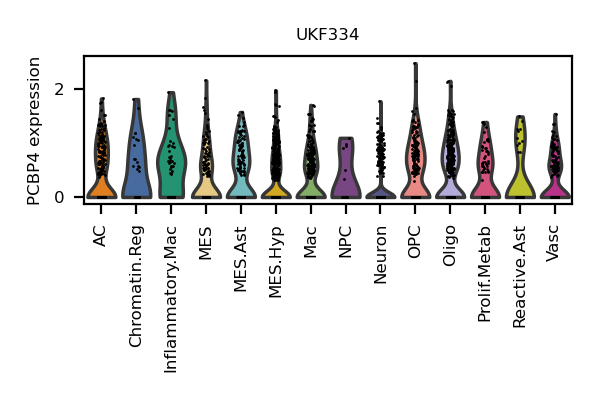 UKF334
PCBP4 expression
2
0
AC
Chromatin.Reg
Inflammatory.Mac
MES
MES.Ast
MES.Hyp
Mac
NPC
Neuron
OPC
Oligo
Prolif.Metab
Reactive.Ast
Vasc